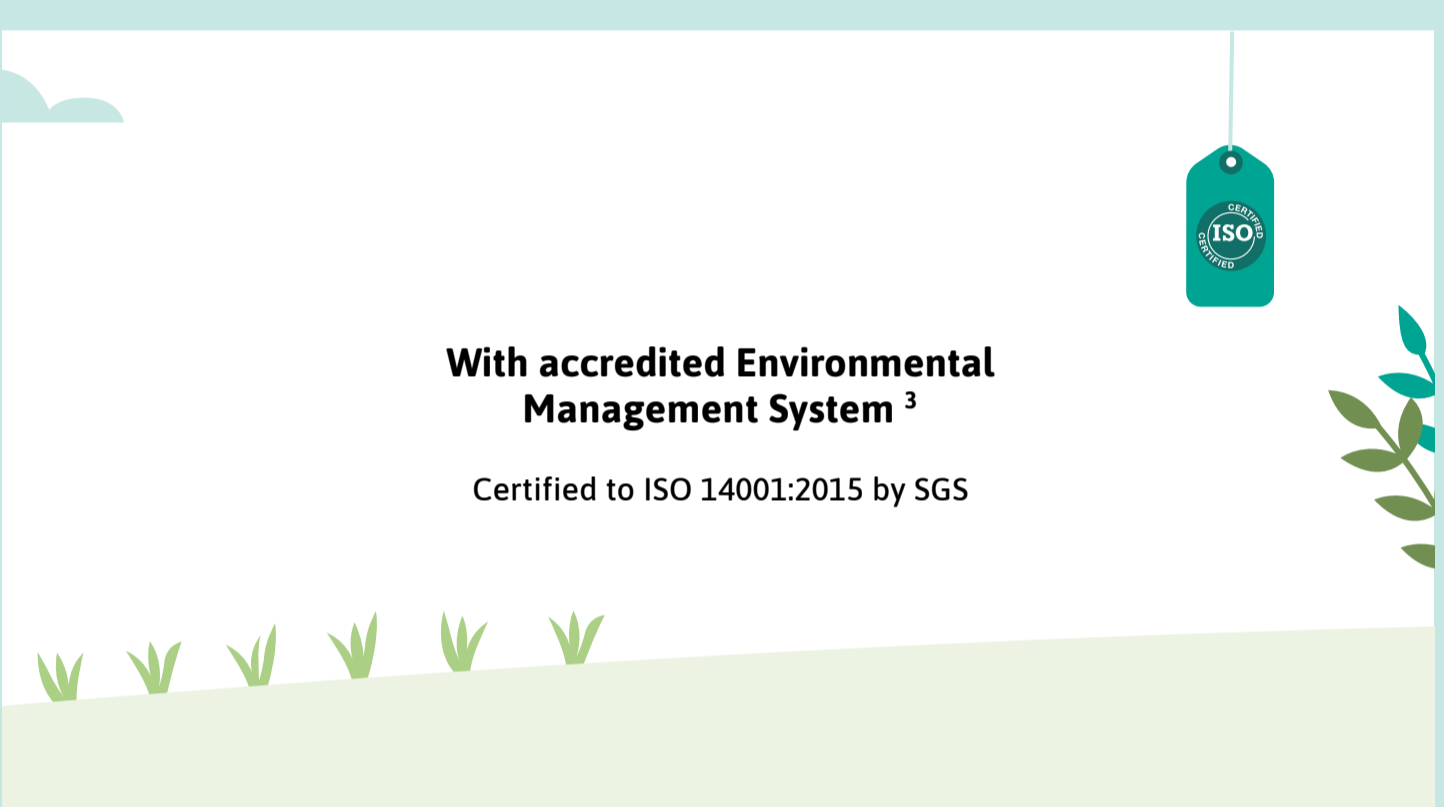 CERTIFIED
ISO
CERTIFIED
With accredited Environmental
Management System ³
Certified to ISO 14001:2015 by SGS